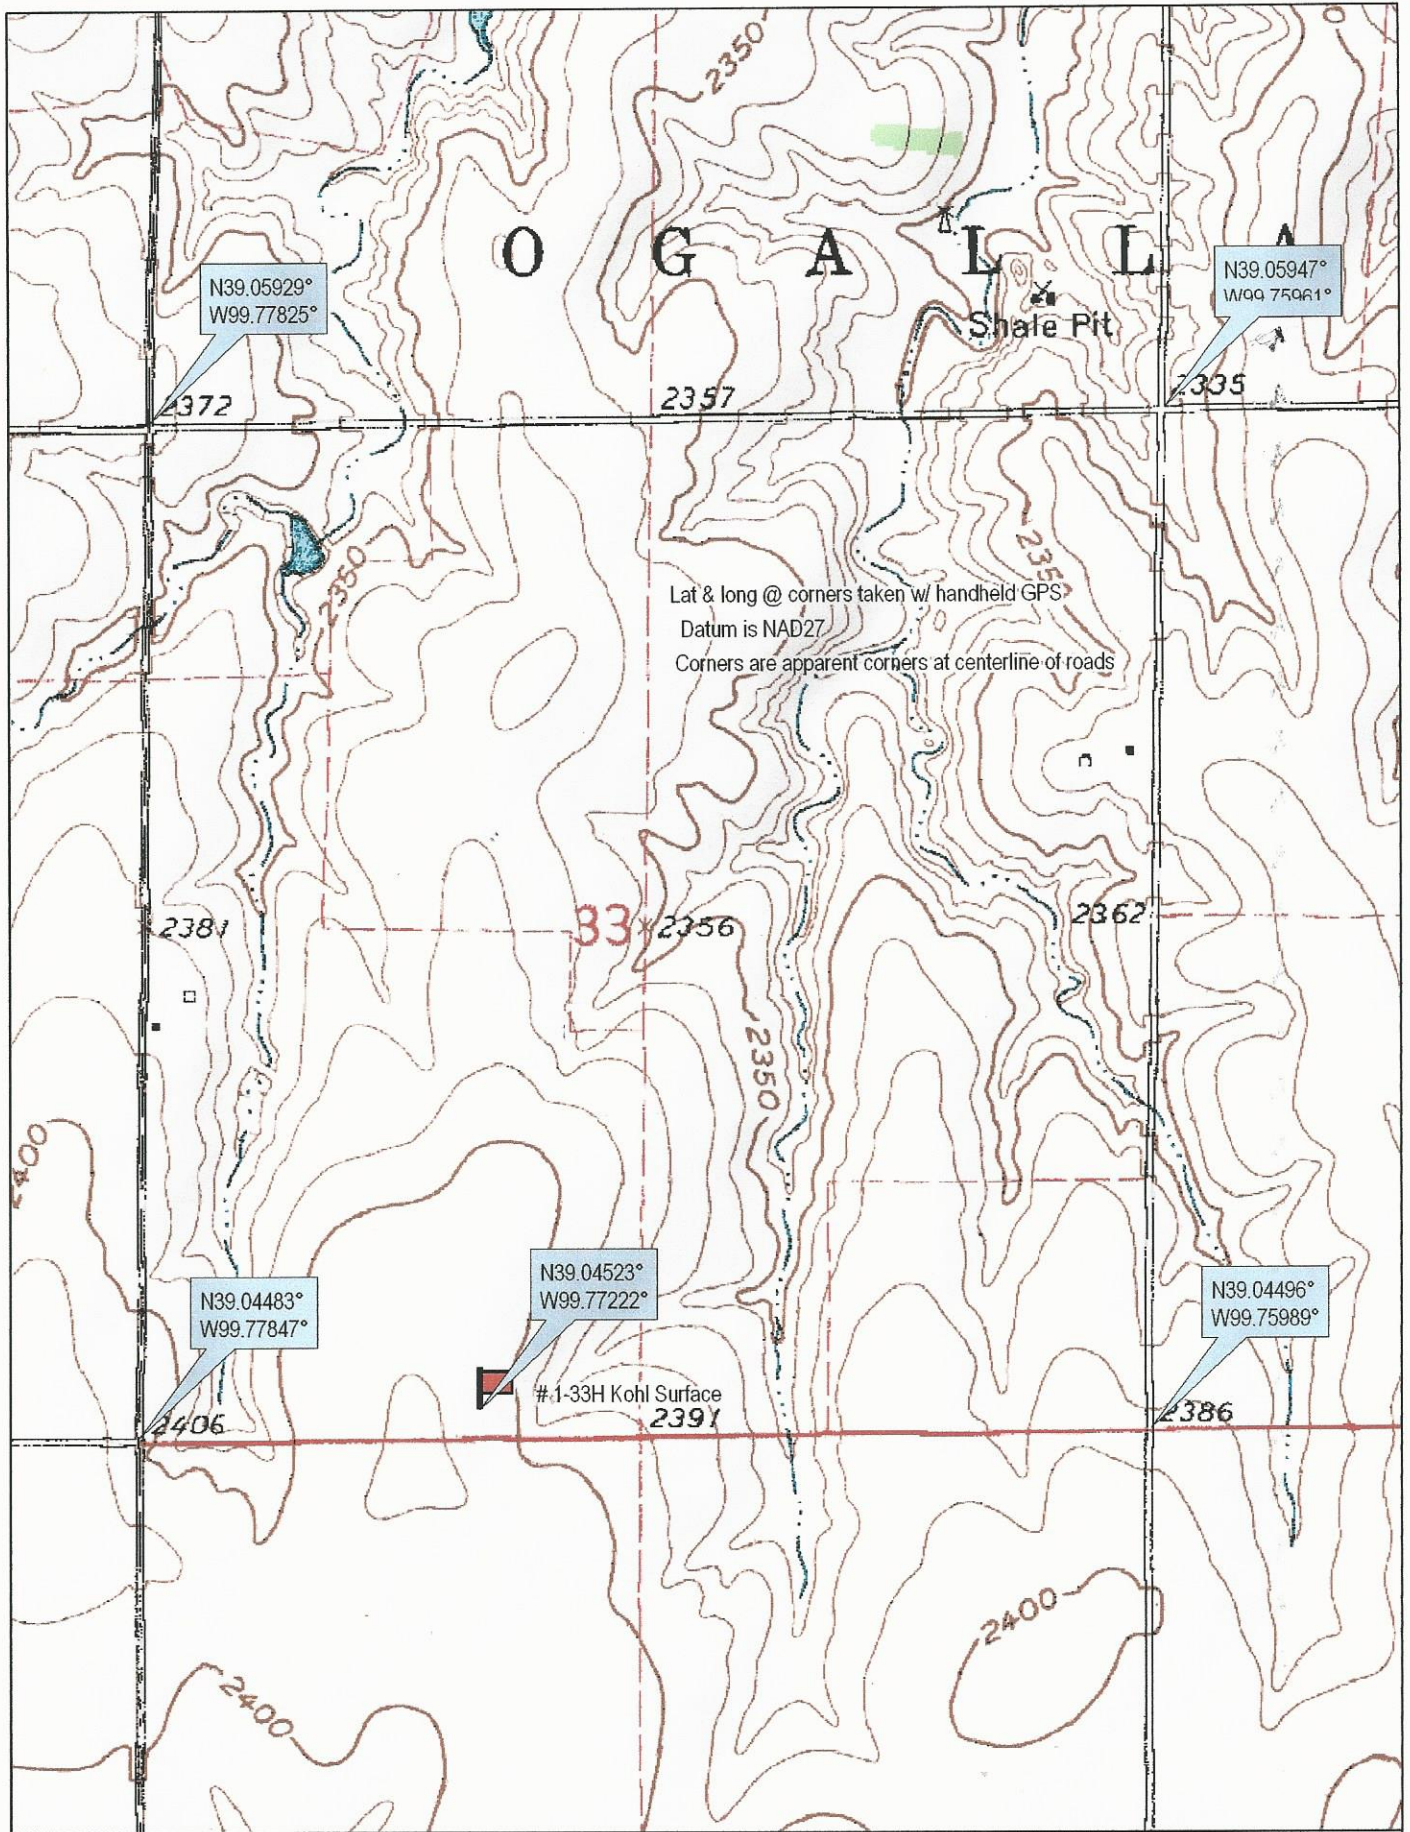 2350
O G A L L A
N39.05929°
W99.77825°
N39.05947°
W99.75961°
Shale Pit
2372
2357
2335
2350
Lat & long @ corners taken w/ handheld GPS
Datum is NAD27
Corners are apparent corners at centerline of roads
2350
2381
33
2356
2362
2350
2400
N39.04523°
W99.77222°
N39.04483°
W99.77847°
N39.04496°
W99.75989°
# 1-33H Kohl Surface
2406
2391
2386
2400
2400